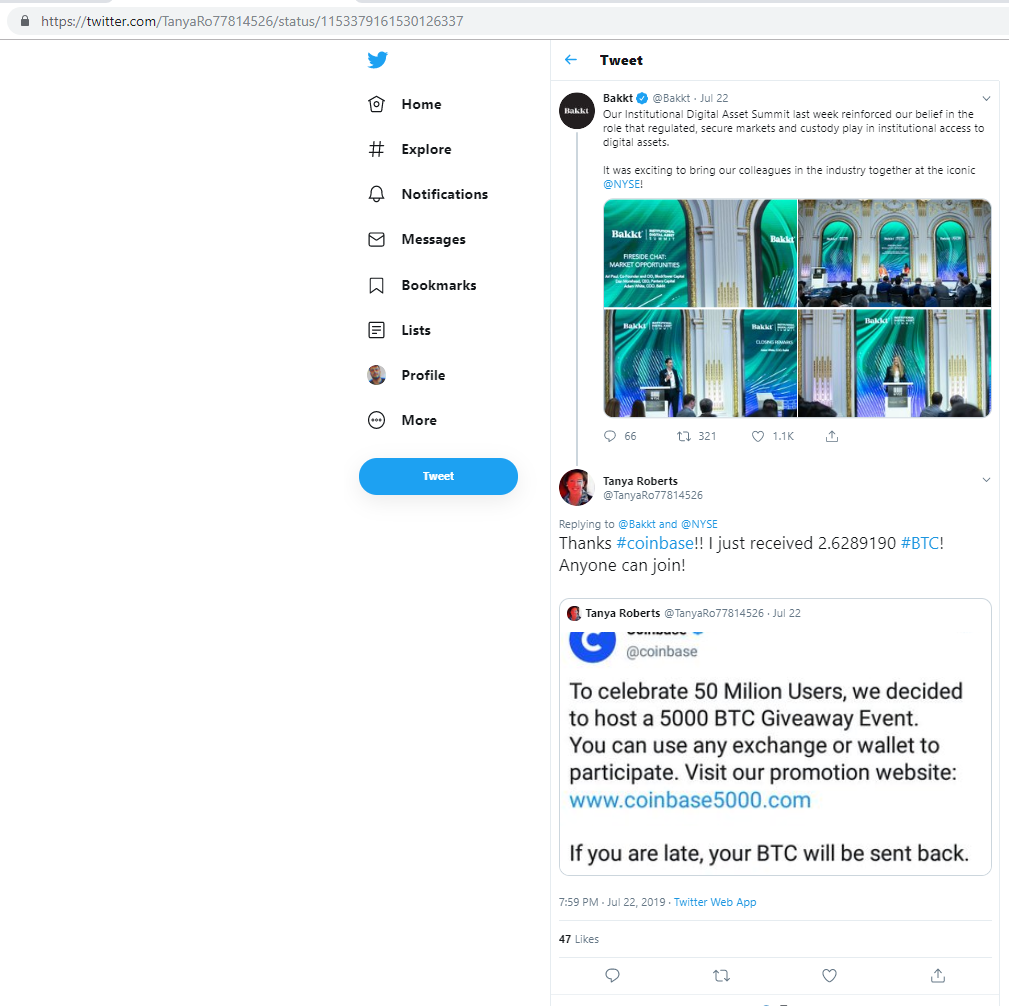 https://twitter.com/TanyaRo77814526/status/1153379161530126337
Tweet
Home
Explore
Notifications
Messages
Bookmarks
Lists
Profile
More
Tweet
Bakkt @Bakkt · Jul 22
Our Institutional Digital Asset Summit last week reinforced our belief in the
role that regulated, secure markets and custody play in institutional access to
digital assets.
It was exciting to bring our colleagues in the industry together at the iconic
@NYSE!
Bakkt
Bakkt
INSTITUTIONAL
DIGITAL ASSET
SUMMIT
FIRESIDE CHAT:
MARKET OPPORTUNITIES
Bakkt
Bakkt
Bakkt
CLOSING REMARKS
Bakkt
66
321
1.1K
Tanya Roberts
@TanyaRo77814526
Replying to @Bakkt and @NYSE
Thanks #coinbase!! I just received 2.6289190 #BTC!
Anyone can join!
Tanya Roberts @TanyaRo77814526 · Jul 22
Coinbase
@coinbase
To celebrate 50 Milion Users, we decided
to host a 5000 BTC Giveaway Event.
You can use any exchange or wallet to
participate. Visit our promotion website:
www.coinbase5000.com
If you are late, your BTC will be sent back.
7:59 PM · Jul 22, 2019 · Twitter Web App
47 Likes